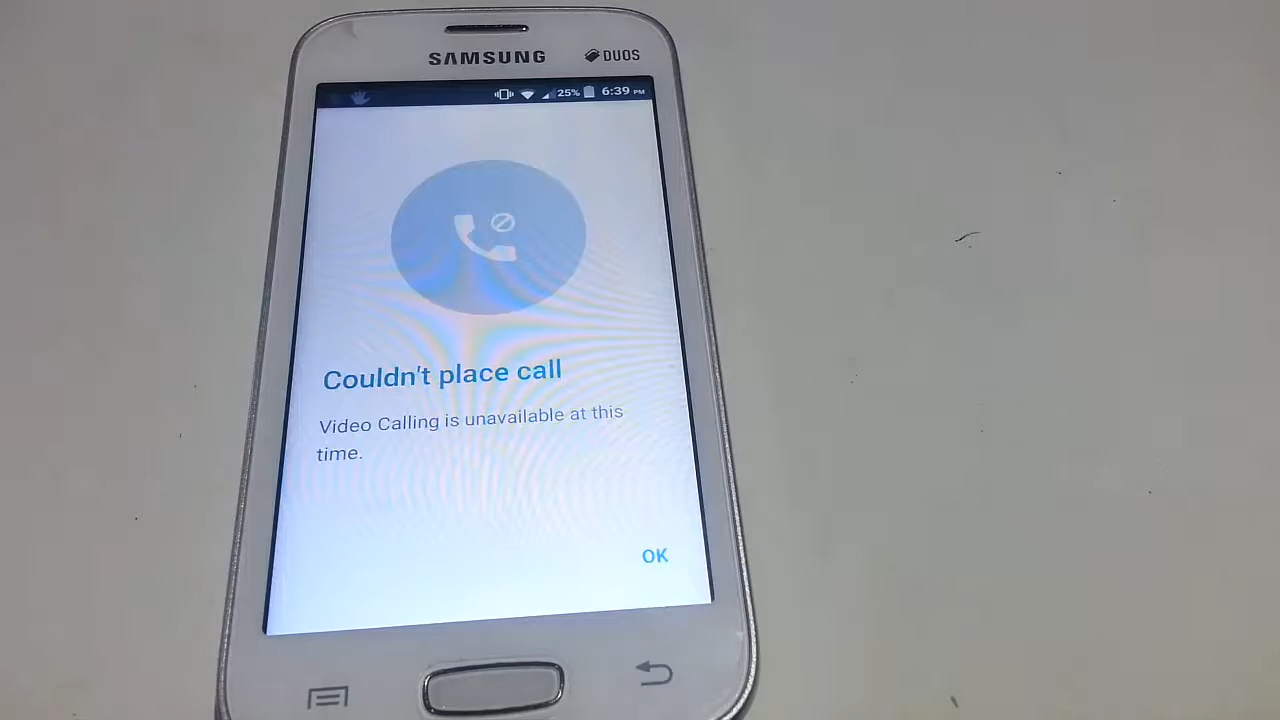 SAMSUNG DUOS
25% 6:39 PM
Couldn't place call
Video Calling is unavailable at this
time.
OK